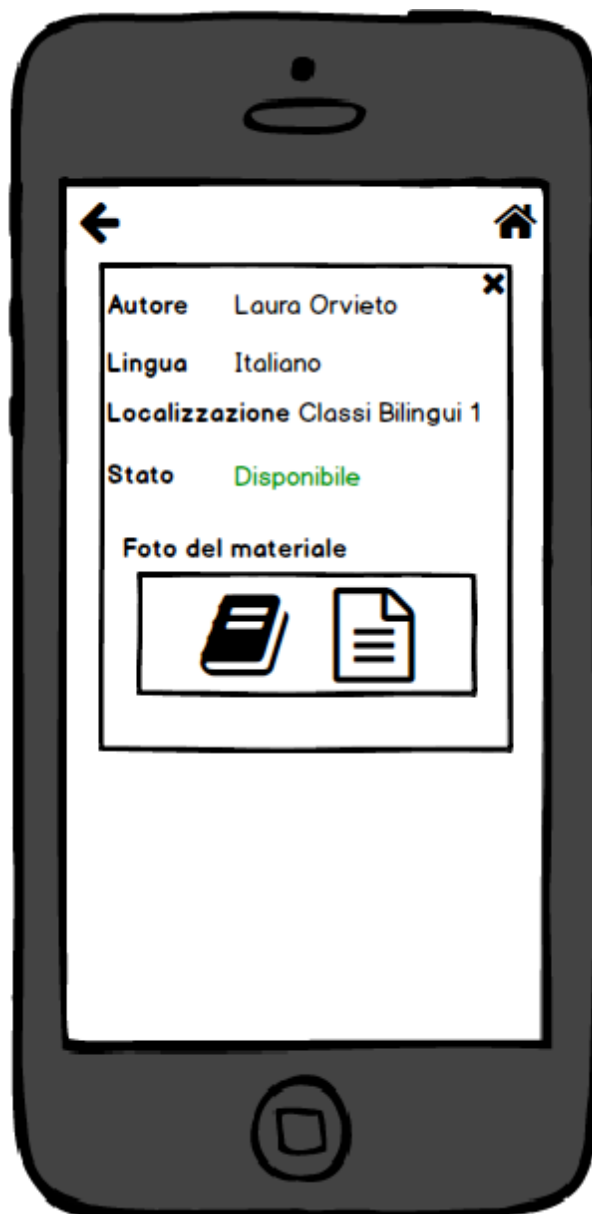 Autore Laura Orvieto
Lingua Italiano
Localizzazione Classi Bilingui 1
Stato Disponibile
Foto del materiale